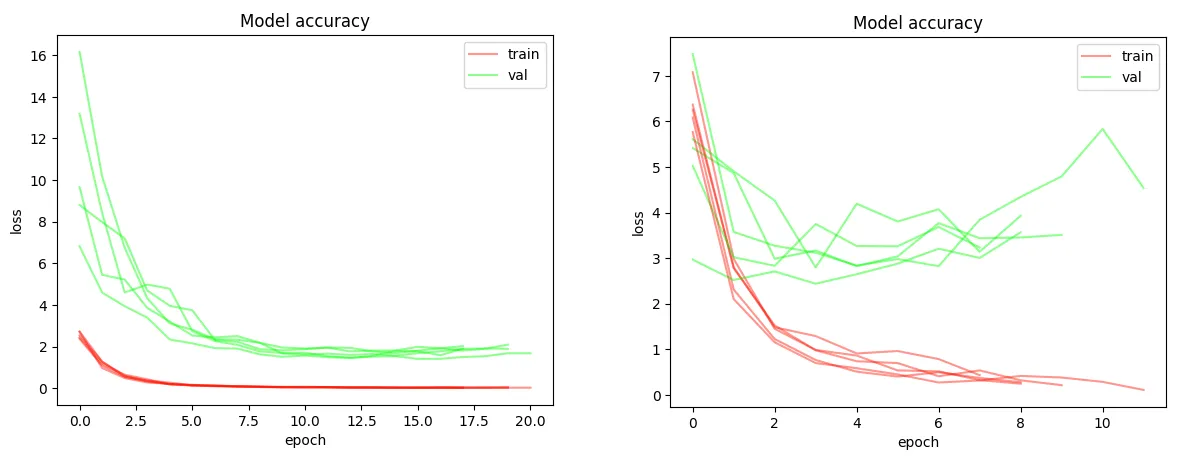 Model accuracy
train
val
16
14
12
10
8
6
4
2
0
loss
0.0 2.5 5.0 7.5 10.0 12.5 15.0 17.5 20.0
epoch
Model accuracy
train
val
7
6
5
4
3
2
1
0
loss
0 2 4 6 8 10
epoch